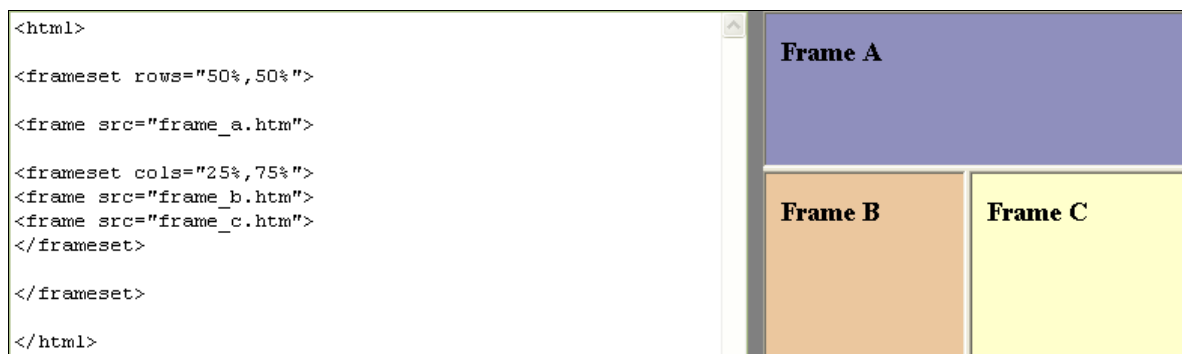 <html>
<frameset rows="50%,50%">
<frame src="frame_a.htm">
<frameset cols="25%,75%">
<frame src="frame_b.htm">
<frame src="frame_c.htm">
</frameset>
</frameset>
</html>
Frame A
Frame B
Frame C